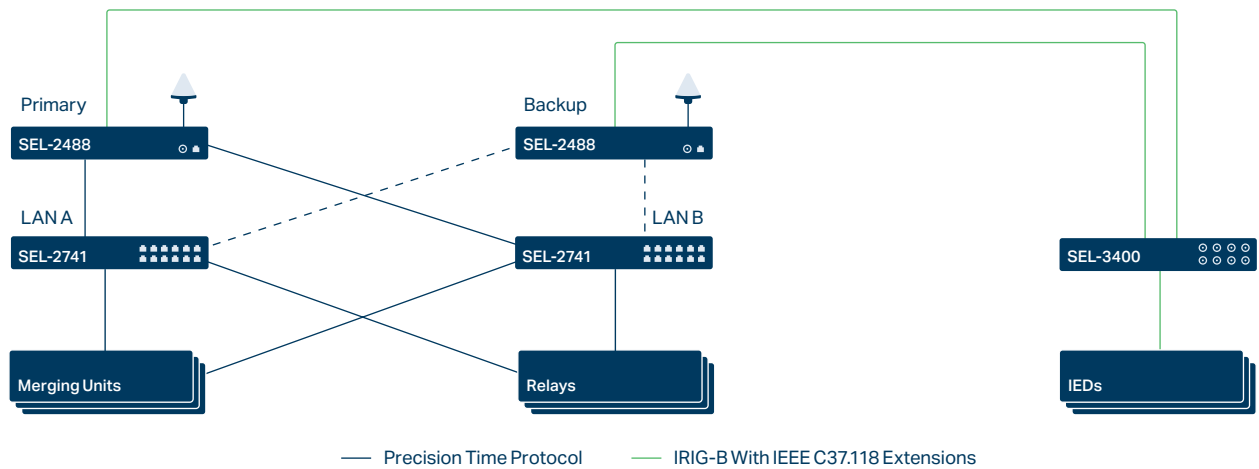 Primary
Backup
SEL-2488
SEL-2488
LAN A
LAN B
SEL-2741
SEL-2741
SEL-3400
Merging Units
Relays
IEDs
Precision Time Protocol
IRIG-B With IEEE C37.118 Extensions